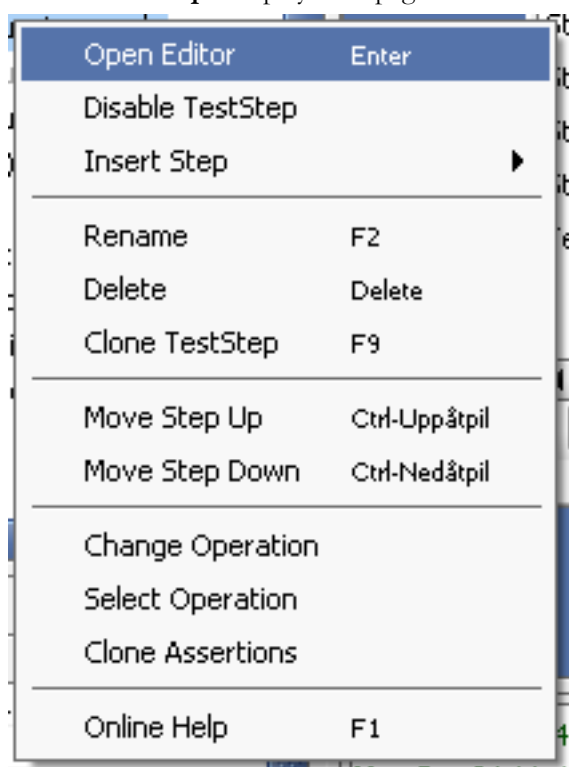 Open Editor Enter
Disable TestStep
Insert Step
Rename F2
Delete Delete
Clone TestStep F9
Move Step Up Ctrl-Uppåtpil
Move Step Down Ctrl-Nedåtpil
Change Operation
Select Operation
Clone Assertions
Online Help F1